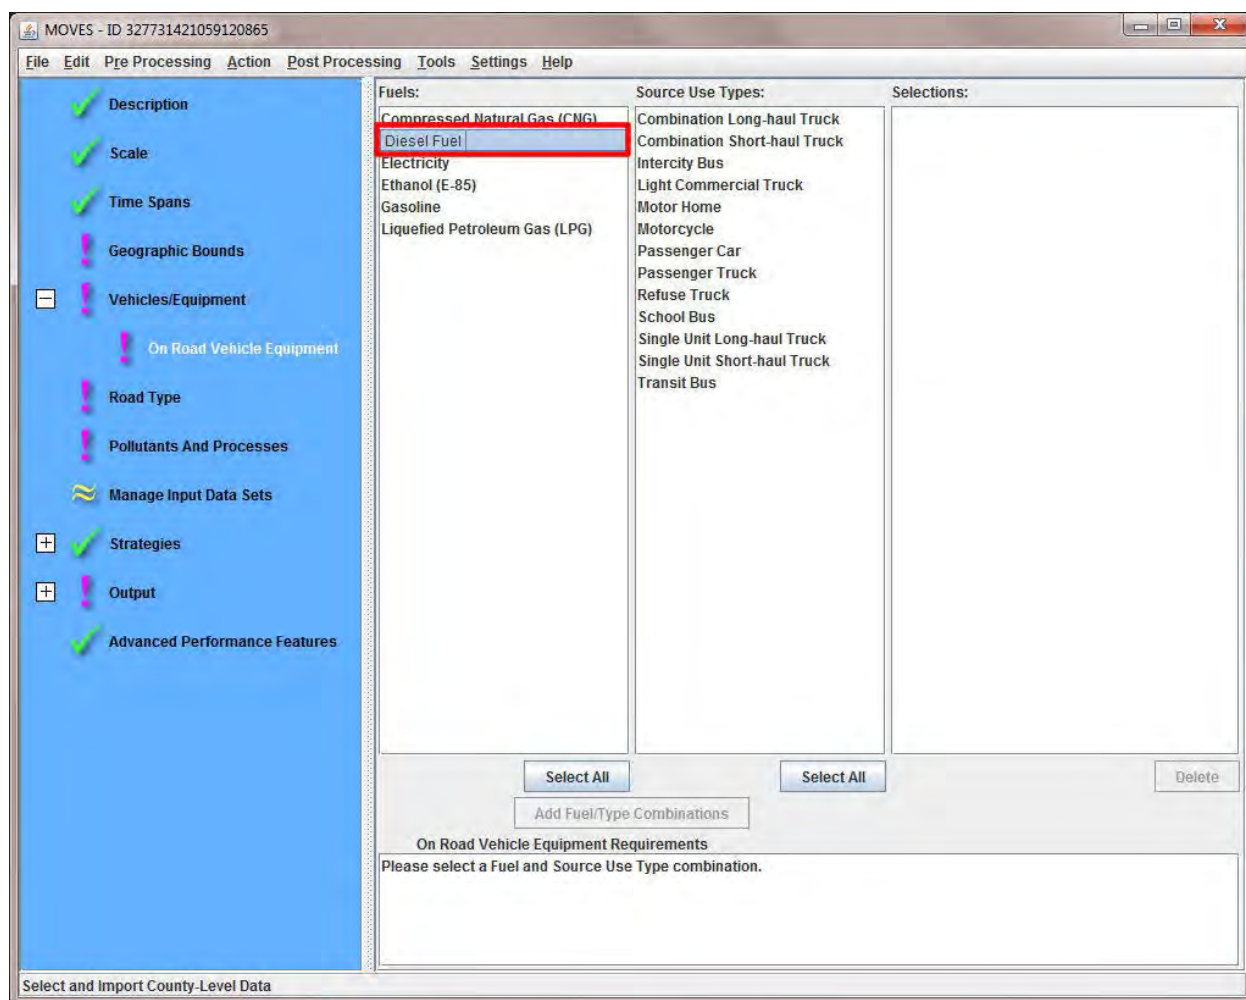 MOVES - ID 327731421059120865
File Edit Pre Processing Action Post Processing Tools Settings Help
Description
Scale
Time Spans
Geographic Bounds
Vehicles/Equipment
On Road Vehicle Equipment
Road Type
Pollutants And Processes
Manage Input Data Sets
Strategies
Output
Advanced Performance Features
Fuels:
Compressed Natural Gas (CNG)
Diesel Fuel
Electricity
Ethanol (E-85)
Gasoline
Liquefied Petroleum Gas (LPG)
Select All
Source Use Types:
Combination Long-haul Truck
Combination Short-haul Truck
Intercity Bus
Light Commercial Truck
Motor Home
Motorcycle
Passenger Car
Passenger Truck
Refuse Truck
School Bus
Single Unit Long-haul Truck
Single Unit Short-haul Truck
Transit Bus
Select All
Selections:
Delete
Add Fuel/Type Combinations
On Road Vehicle Equipment Requirements
Please select a Fuel and Source Use Type combination.
Select and Import County-Level Data